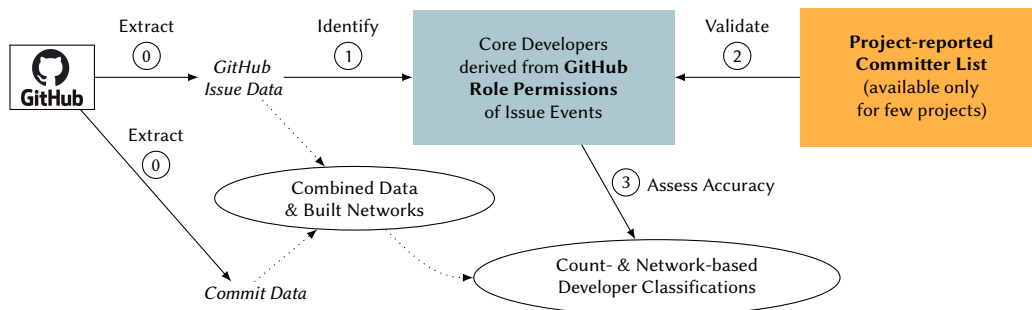 Extract
0
GitHub
GitHub
Issue Data
Identify
1
Core Developers
derived from GitHub
Role Permissions
of Issue Events
Validate
2
Project-reported
Committer List
(available only
for few projects)
Extract
0
Combined Data
& Built Networks
3 Assess Accuracy
Commit Data
Count- & Network-based
Developer Classifications